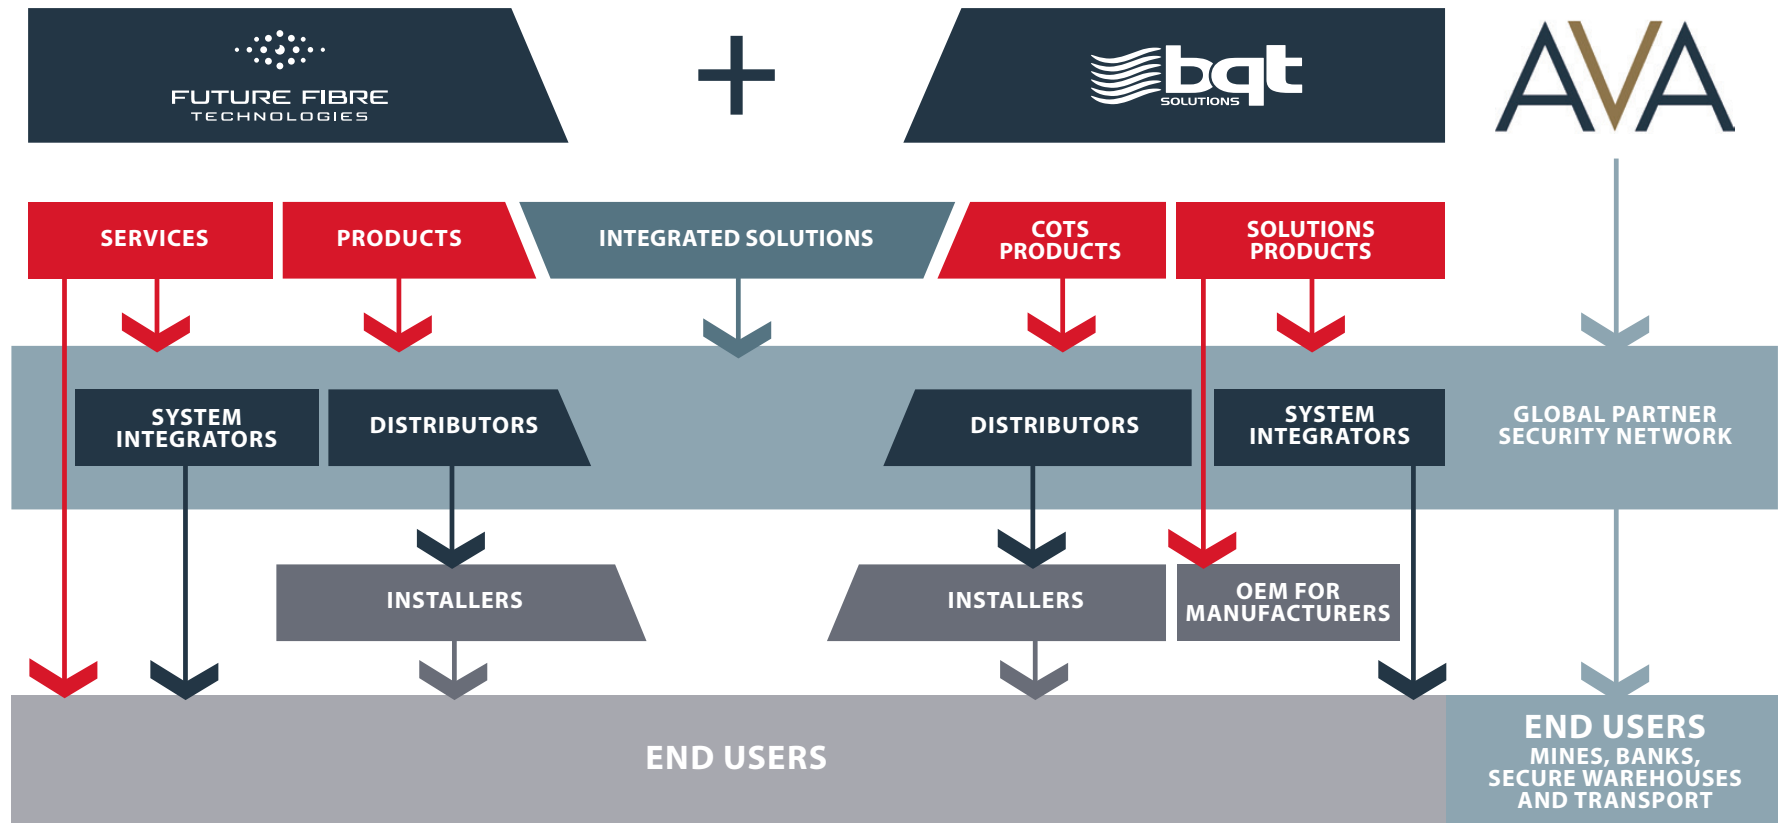 FUTURE FIBRE
TECHNOLOGIES
+
bqt
SOLUTIONS
AVA
SERVICES
PRODUCTS
INTEGRATED SOLUTIONS
COTS
PRODUCTS
SOLUTIONS
PRODUCTS
SYSTEM
INTEGRATORS
DISTRIBUTORS
DISTRIBUTORS
SYSTEM
INTEGRATORS
GLOBAL PARTNER
SECURITY NETWORK
INSTALLERS
INSTALLERS
OEM FOR
MANUFACTURERS
END USERS
END USERS
MINES, BANKS,
SECURE WAREHOUSES
AND TRANSPORT